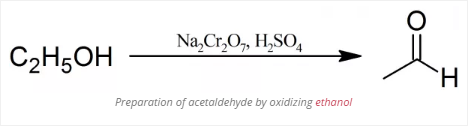 Na₂Cr₂O₇, H₂SO₄
C₂H₅OH
O
H
Preparation of acetaldehyde by oxidizing ethanol